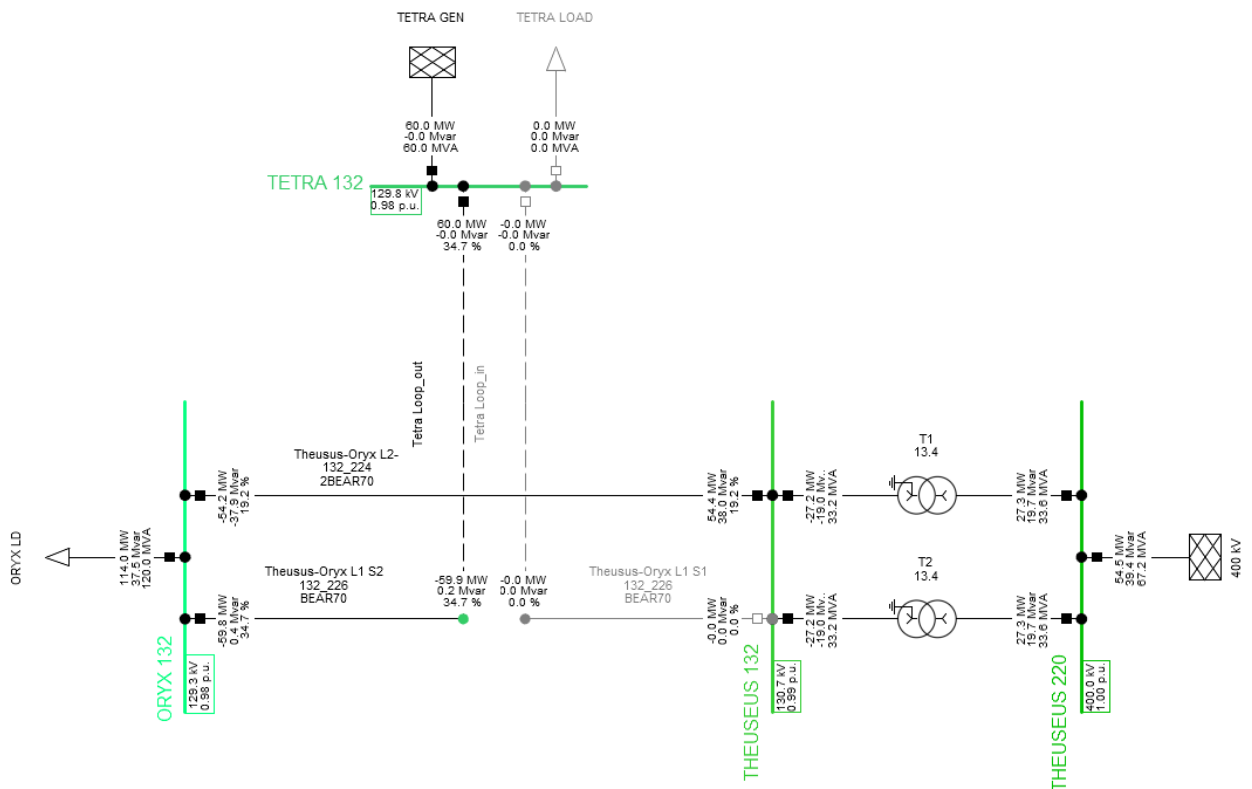 TETRA GEN
TETRA LOAD
60.0 MW
-0.0 Mvar
60.0 MVA
0.0 MW
0.0 Mvar
0.0 MVA
TETRA 132
129.8 kV
0.98 p.u.
60.0 MW
-0.0 Mvar
34.7 %
-0.0 MW
-0.0 Mvar
0.0 %
Tetra Loop_out
Tetra Loop_in
Theusus-Oryx L2-
132_224
2BEAR70
-54.2 MW
-37.9 Mvar
19.2 %
54.4 MW
38.0 Mvar
19.2 %
-27.2 MW
-19.0 Mv..
33.2 MVA
T1
13.4
27.3 MW
19.7 Mvar
33.6 MVA
ORYX LD
114.0 MW
37.5 Mvar
120.0 MVA
54.5 MW
39.4 Mvar
67.2 MVA
400 kV
Theusus-Oryx L1 S2
132_226
BEAR70
-59.8 MW
0.4 Mvar
34.7 %
-59.9 MW
0.2 Mvar
34.7 %
-0.0 MW
0.0 Mvar
0.0 %
Theusus-Oryx L1 S1
132_226
BEAR70
-0.0 MW
0.0 Mvar
0.0 %
-27.2 MW
-19.0 Mv..
33.2 MVA
T2
13.4
27.3 MW
19.7 Mvar
33.6 MVA
ORYX 132
129.3 kV
0.98 p.u.
THEUSEUS 132
130.7 kV
0.99 p.u.
THEUSEUS 220
400.0 kV
1.00 p.u.